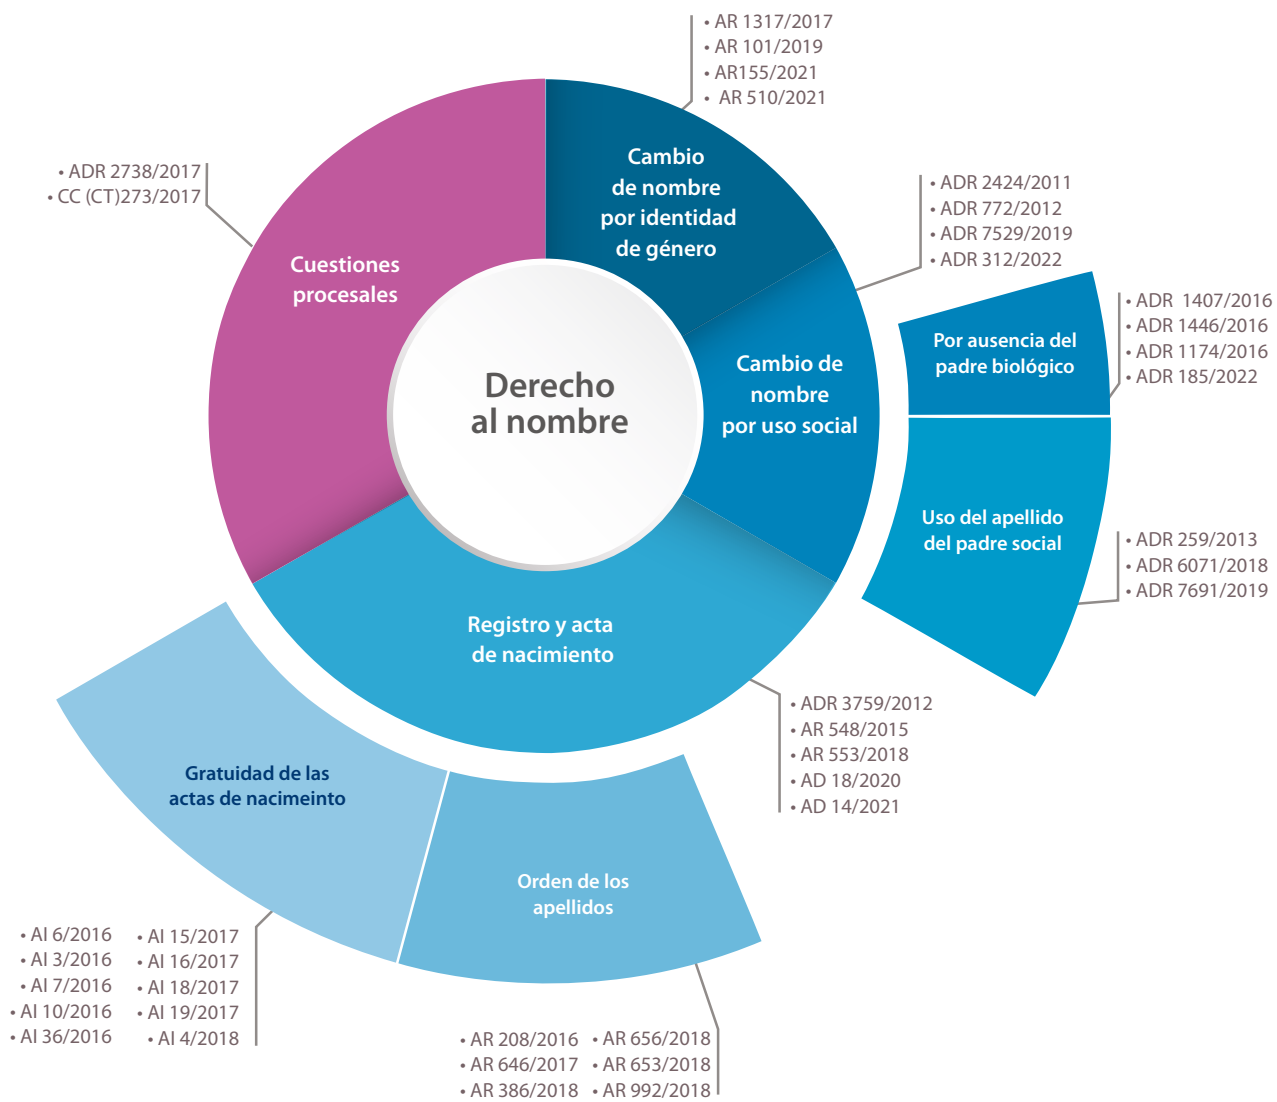 • AR 1317/2017
• AR 101/2019
• AR155/2021
• AR 510/2021
Cambio
de nombre
por identidad
de género
• ADR 2738/2017
• CC (CT)273/2017
Cuestiones
procesales
• ADR 2424/2011
• ADR 772/2012
• ADR 7529/2019
• ADR 312/2022
Cambio de
nombre
por uso social
Derecho
al nombre
Por ausencia del
padre biológico
• ADR 1407/2016
• ADR 1446/2016
• ADR 1174/2016
• ADR 185/2022
Uso del apellido
del padre social
• ADR 259/2013
• ADR 6071/2018
• ADR 7691/2019
Registro y acta
de nacimiento
• ADR 3759/2012
• AR 548/2015
• AR 553/2018
• AD 18/2020
• AD 14/2021
Gratuidad de las
actas de nacimeinto
• AI 6/2016
• AI 3/2016
• AI 7/2016
• AI 10/2016
• AI 36/2016
• AI 15/2017
• AI 16/2017
• AI 18/2017
• AI 19/2017
• AI 4/2018
Orden de los
apellidos
• AR 208/2016
• AR 646/2017
• AR 386/2018
• AR 656/2018
• AR 653/2018
• AR 992/2018